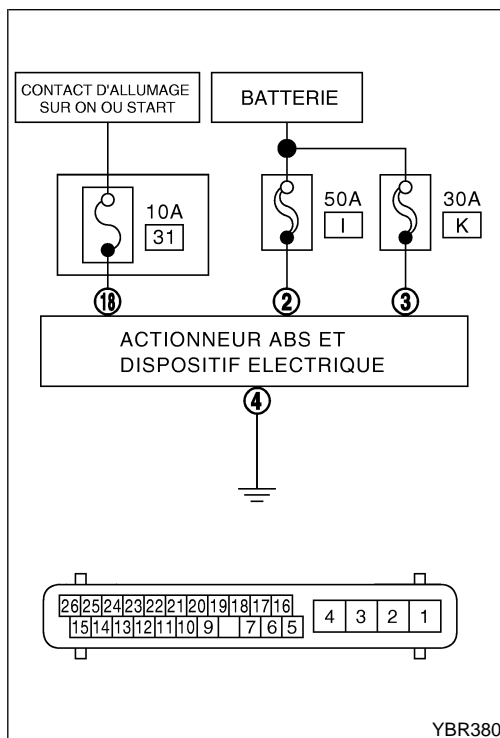 CONTACT D'ALLUMAGE
SUR ON OU START
BATTERIE
10A
31
50A
I
30A
K
18
2
3
ACTIONNEUR ABS ET
DISPOSITIF ELECTRIQUE
4
26 25 24 23 22 21 20 19 18 17 16
15 14 13 12 11 10 9 7 6 5
4 3 2 1
YBR380